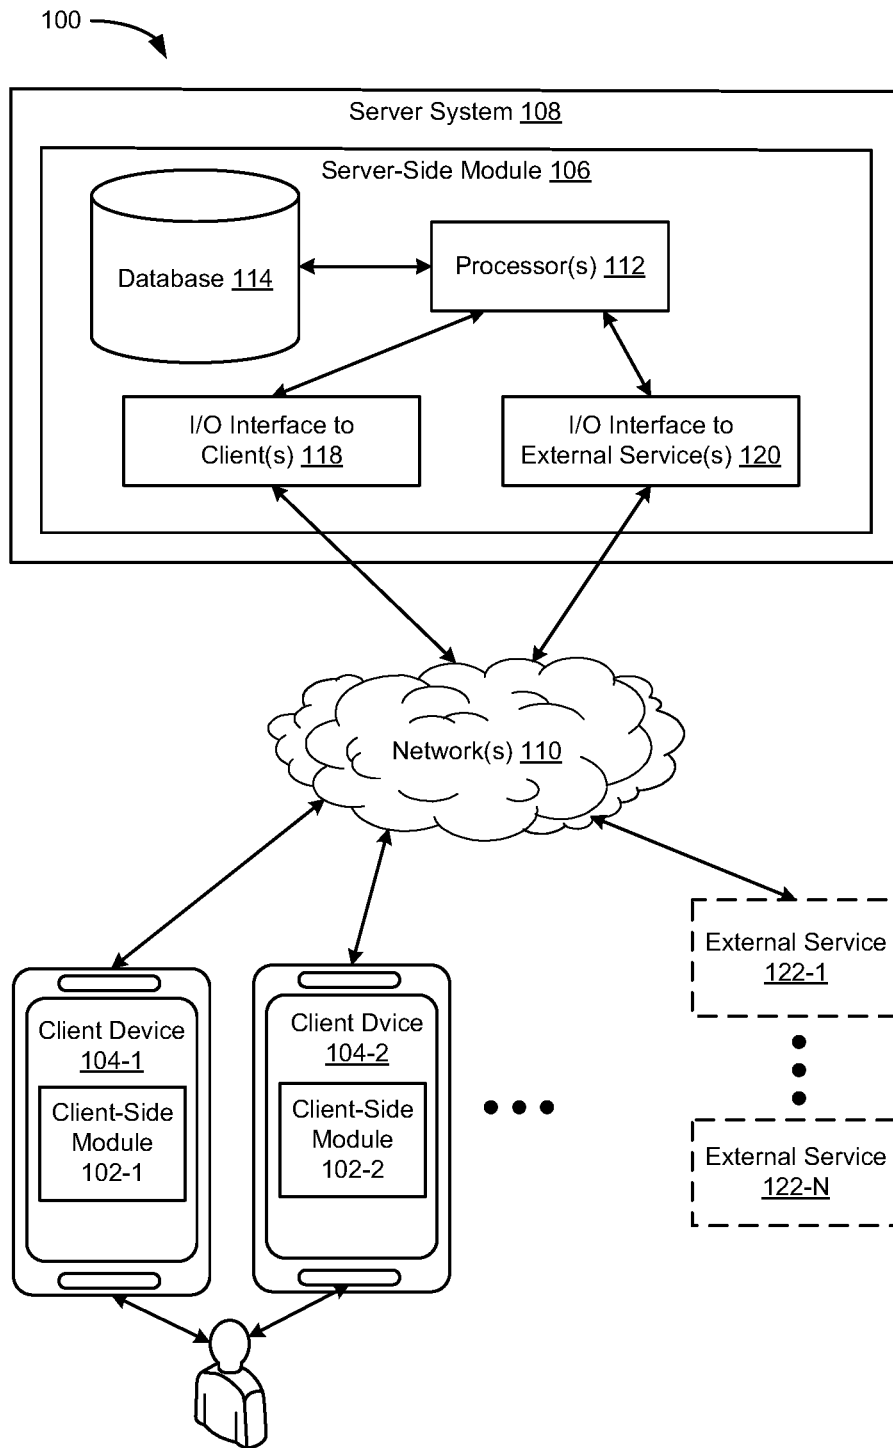 100
Server System 108
Server-Side Module 106
Database 114
Processor(s) 112
I/O Interface to
Client(s) 118
I/O Interface to
External Service(s) 120
Network(s) 110
External Service
122-1
Client Device
104-1
Client-Side
Module
102-1
Client Dvice
104-2
Client-Side
Module
102-2
External Service
122-N